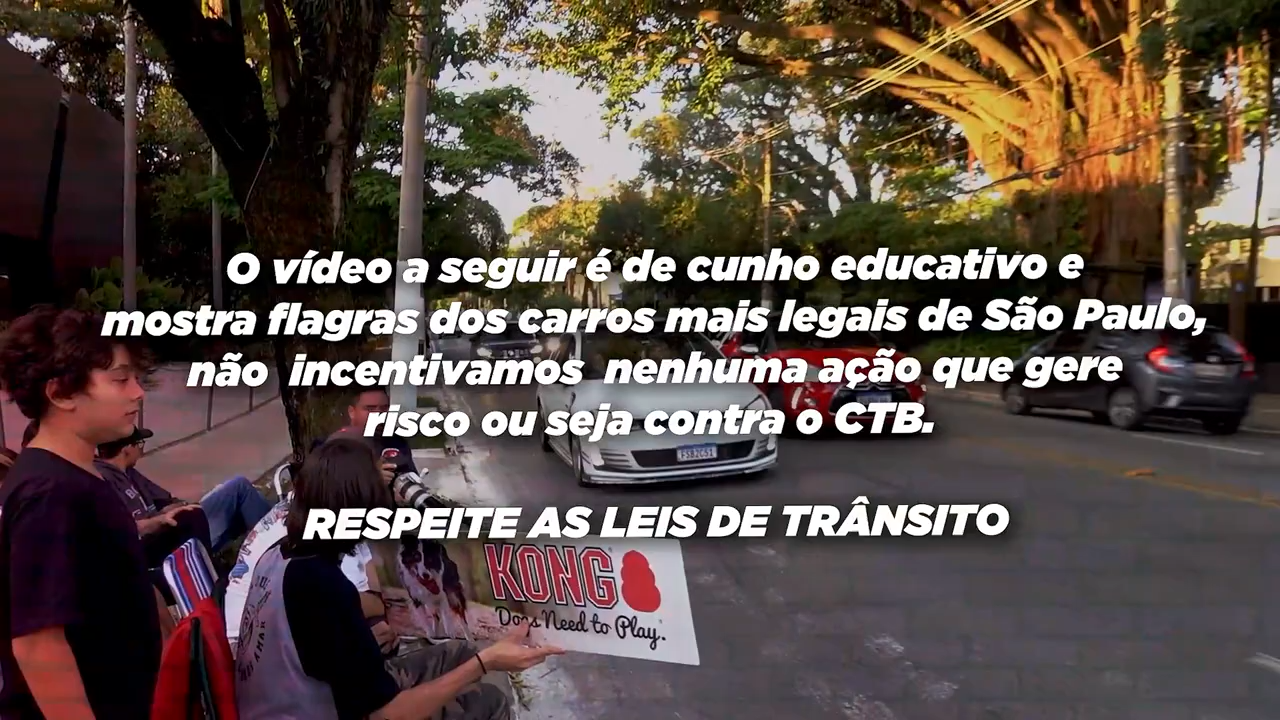 O vídeo a seguir é de cunho educativo e
mostra flagras dos carros mais legais de São Paulo,
não incentivamos nenhuma ação que gere
risco ou seja contra o CTB.
RESPEITE AS LEIS DE TRÂNSITO
FSB2C51
KONG
Dogs Need to Play.